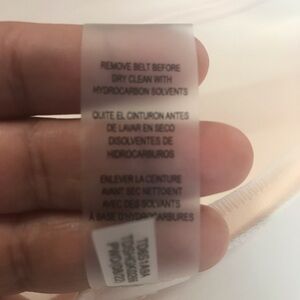 REMOVE BELT BEFORE
DRY CLEAN WITH
HYDROCARBON SOLVENTS
QUITE EL CINTURON ANTES
DE LAVAR EN SECO
DISOLVENTES DE
HIDROCARBUROS
ENLEVER LA CEINTURE
AVANT SEC NETTOIENT
AVEC DES SOLVANTS
À BASE D'HYDROCARBURES